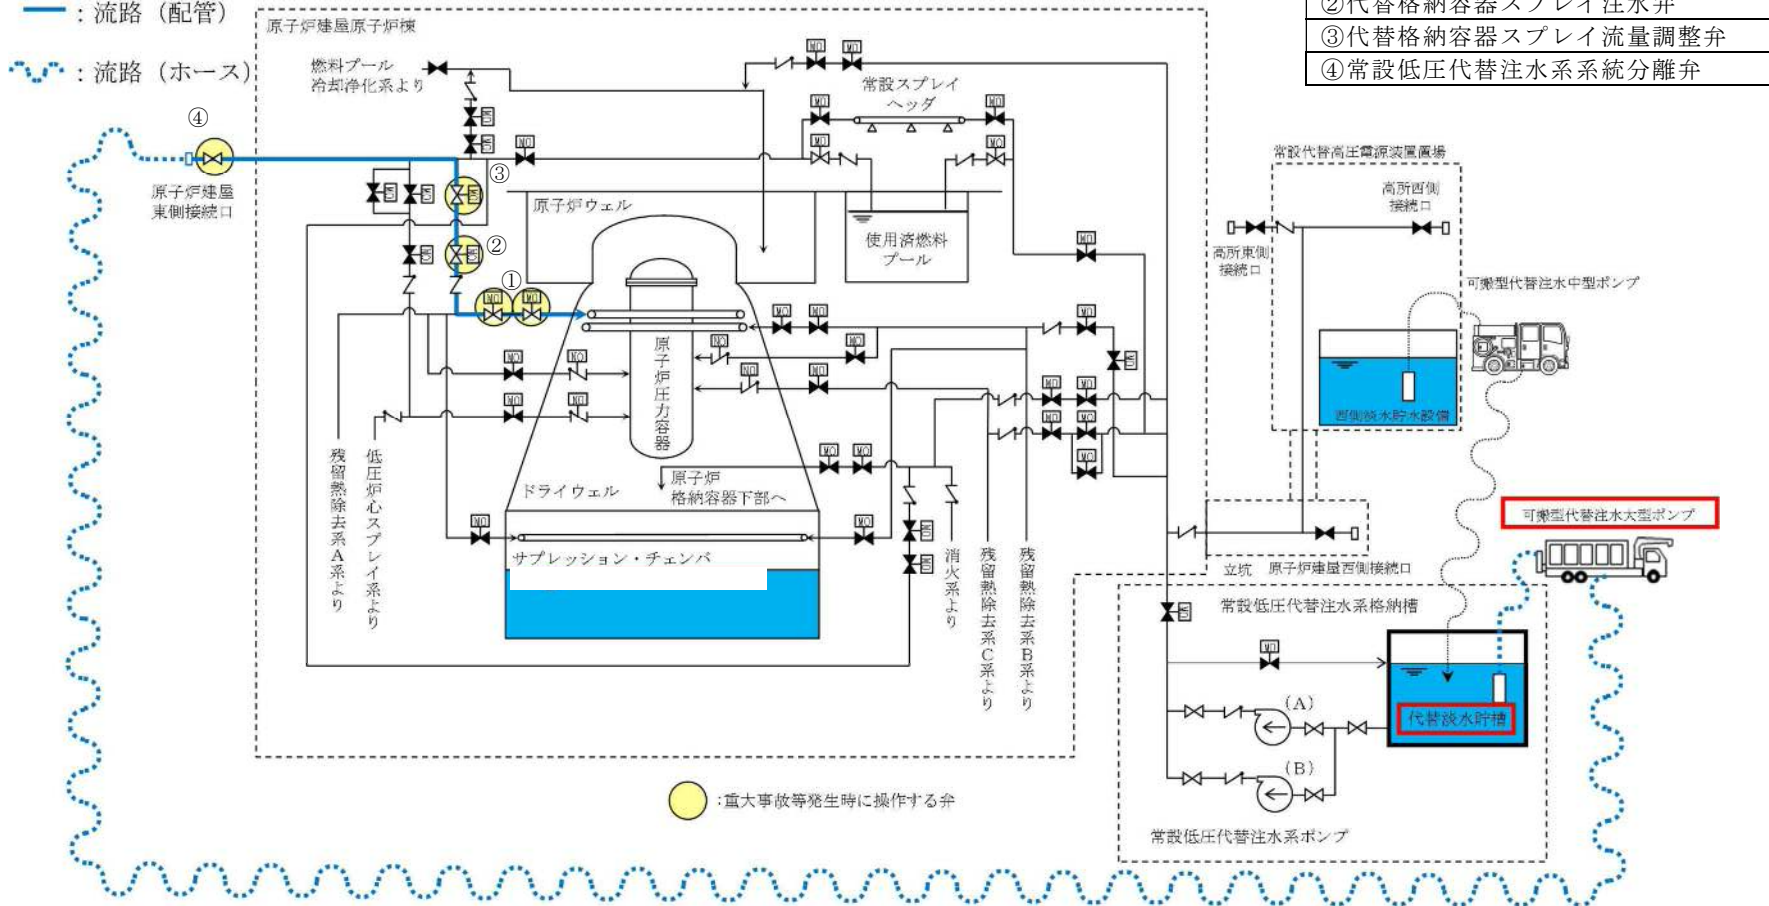 ：流路（配管）
：流路（ホース）
②代替格納容器スプレイ注水弁
③代替格納容器スプレイ流量調整弁
④常設低圧代替注水系系統分離弁
原子炉建屋原子炉棟
燃料プール
冷却浄化系より
常設スプレイ
ヘッダ
④
原子炉建屋
東側接続口
③
②
①
原子炉ウェル
使用済燃料
プール
原子炉圧力容器
ドライウェル
原子炉
格納容器下部へ
サプレッション・チェンバ
残留熱除去系A系より
低圧炉心スプレイ系より
消火系より
残留熱除去系C系より
残留熱除去系B系より
常設代替高圧電源装置置場
高所西側
接続口
高所東側
接続口
可搬型代替注水中型ポンプ
西側淡水貯水設備
可搬型代替注水大型ポンプ
立坑
原子炉建屋西側接続口
常設低圧代替注水系格納槽
代替淡水貯槽
(A)
(B)
常設低圧代替注水系ポンプ
：重大事故等発生時に操作する弁